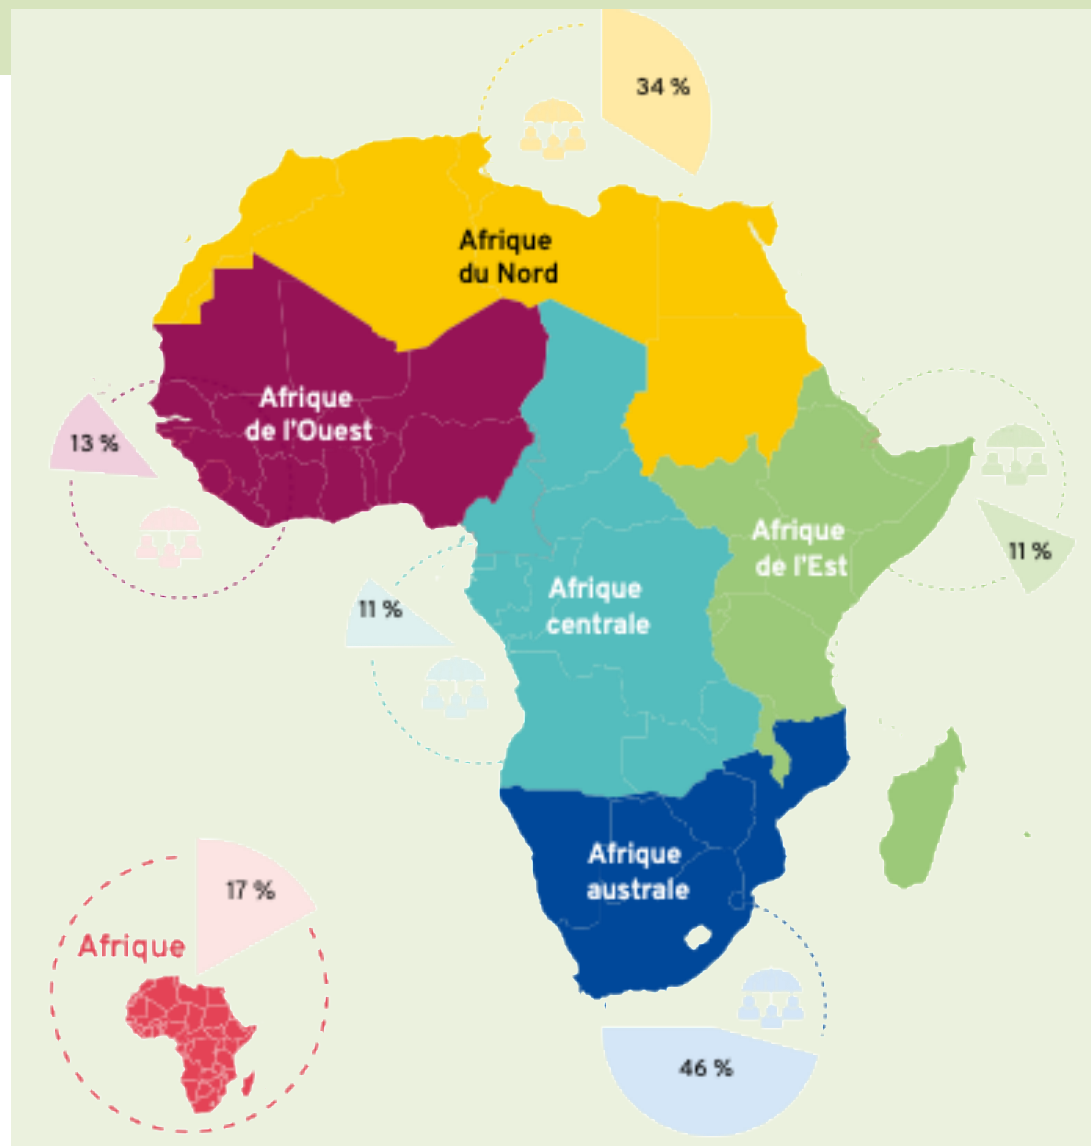 34 %
Afrique
du Nord
Afrique
de l'Ouest
13 %
11 %
Afrique
centrale
Afrique
de l'Est
11 %
Afrique
australe
46 %
17 %
Afrique